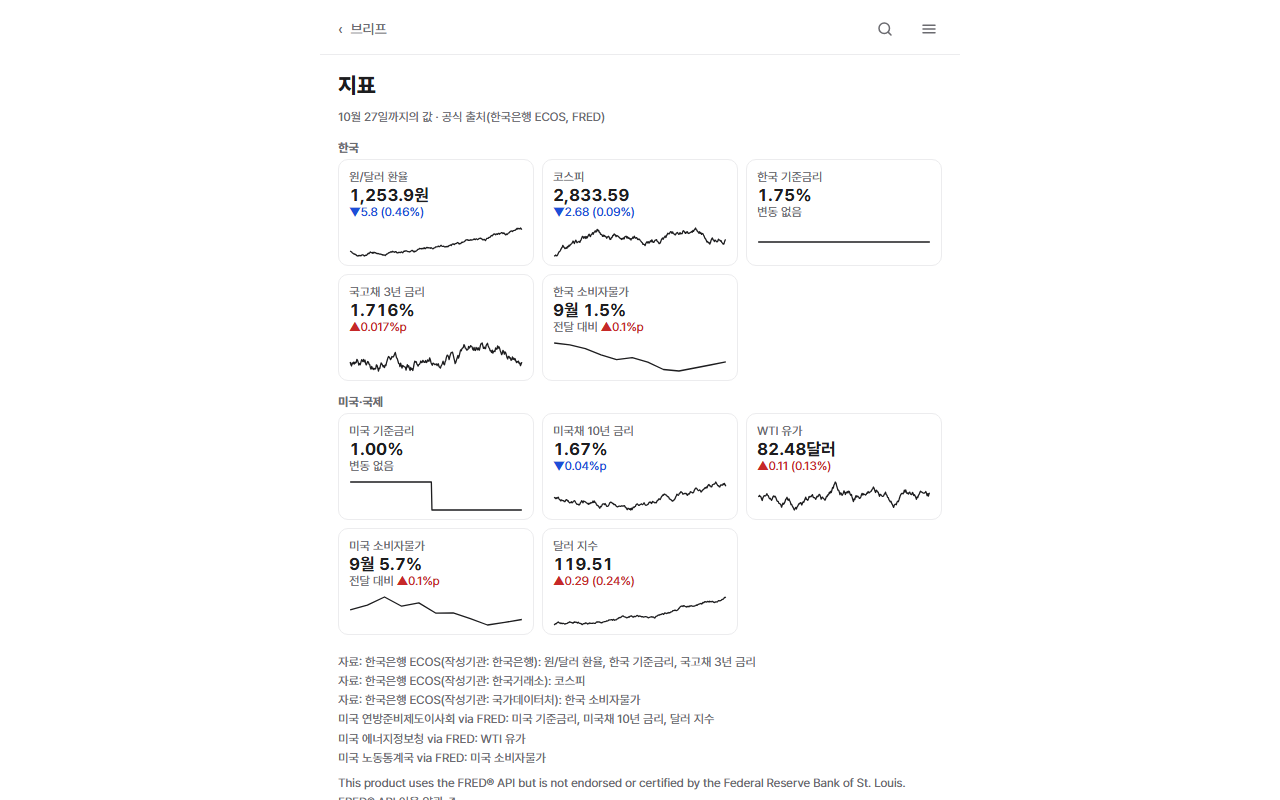 ‹ 브리프
지표
10월 27일까지의 값 · 공식 출처(한국은행 ECOS, FRED)
한국
원/달러 환율
1,253.9원
▼5.8 (0.46%)
코스피
2,833.59
▼2.68 (0.09%)
한국 기준금리
1.75%
변동 없음
국고채 3년 금리
1.716%
▲0.017%p
한국 소비자물가
9월 1.5%
전달 대비 ▲0.1%p
미국·국제
미국 기준금리
1.00%
변동 없음
미국채 10년 금리
1.67%
▼0.04%p
WTI 유가
82.48달러
▲0.11 (0.13%)
미국 소비자물가
9월 5.7%
전달 대비 ▲0.1%p
달러 지수
119.51
▲0.29 (0.24%)
자료: 한국은행 ECOS(작성기관: 한국은행): 원/달러 환율, 한국 기준금리, 국고채 3년 금리
자료: 한국은행 ECOS(작성기관: 한국거래소): 코스피
자료: 한국은행 ECOS(작성기관: 국가데이터처): 한국 소비자물가
미국 연방준비제도이사회 via FRED: 미국 기준금리, 미국채 10년 금리, 달러 지수
미국 에너지정보청 via FRED: WTI 유가
미국 노동통계국 via FRED: 미국 소비자물가
This product uses the FRED® API but is not endorsed or certified by the Federal Reserve Bank of St. Louis.
FRED® API 이용 약관 ↗